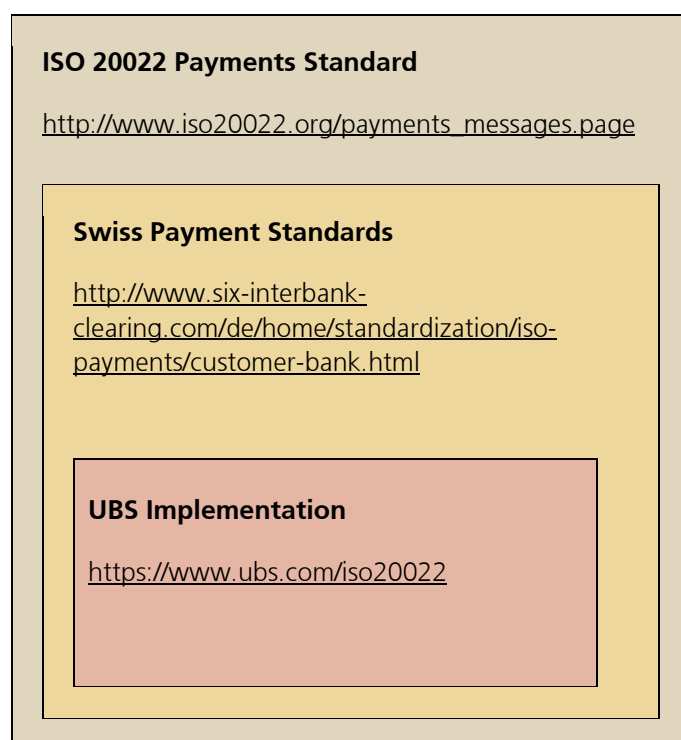 ISO 20022 Payments Standard
http://www.iso20022.org/payments_messages.page
Swiss Payment Standards
http://www.six-interbank-
clearing.com/de/home/standardization/iso-
payments/customer-bank.html
UBS Implementation
https://www.ubs.com/iso20022